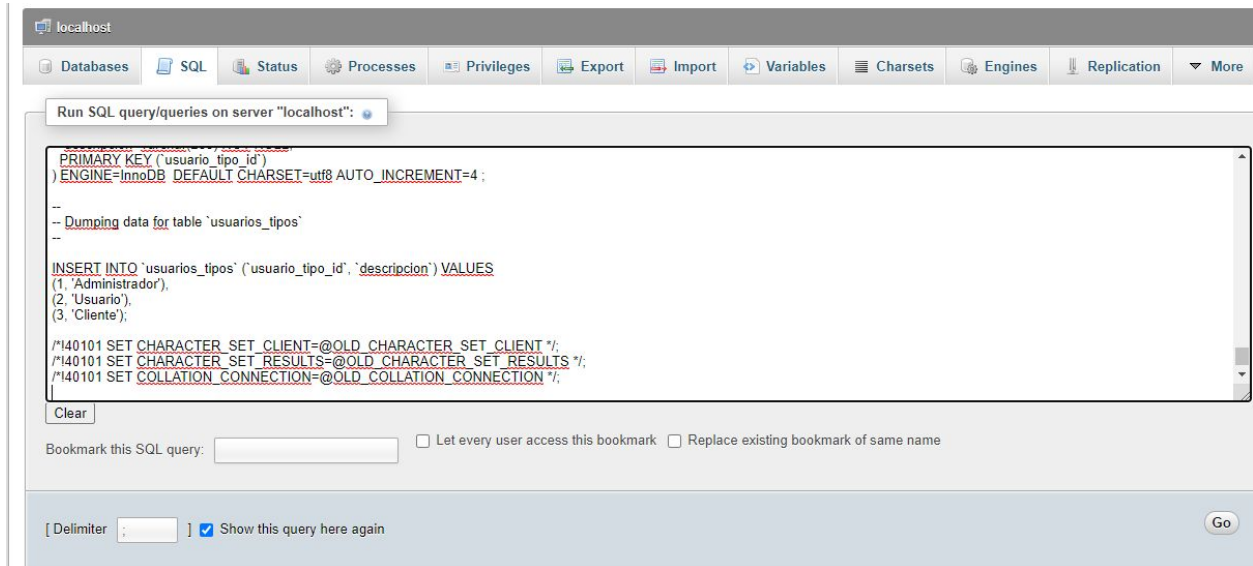 localhost
Databases SQL Status Processes Privileges Export Import Variables Charsets Engines Replication More
Run SQL query/queries on server "localhost":
PRIMARY KEY (`usuario_tipo_id`)
) ENGINE=InnoDB DEFAULT CHARSET=utf8 AUTO_INCREMENT=4 ;
--
-- Dumping data for table `usuarios_tipos`
--
INSERT INTO `usuarios_tipos` (`usuario_tipo_id`, `descripcion`) VALUES
(1, 'Administrador'),
(2, 'Usuario'),
(3, 'Cliente');
/*!40101 SET CHARACTER_SET_CLIENT=@OLD_CHARACTER_SET_CLIENT */;
/*!40101 SET CHARACTER_SET_RESULTS=@OLD_CHARACTER_SET_RESULTS */;
/*!40101 SET COLLATION_CONNECTION=@OLD_COLLATION_CONNECTION */;
Clear
Bookmark this SQL query: Let every user access this bookmark Replace existing bookmark of same name
[ Delimiter ; ] Show this query here again Go